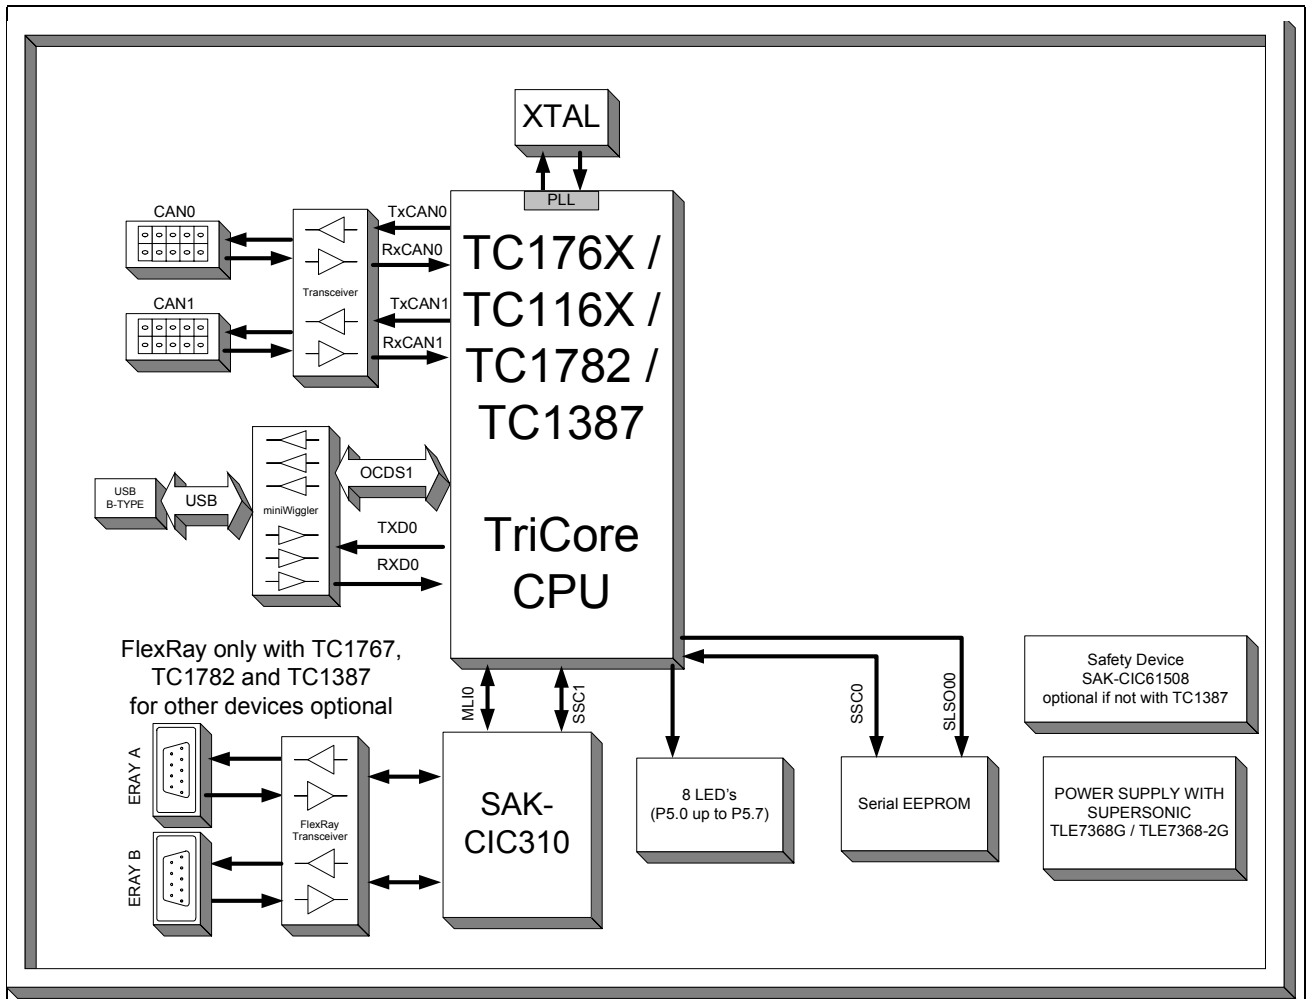 XTAL
PLL
CAN0
TxCAN0
RxCAN0
Transceiver
CAN1
TxCAN1
RxCAN1
TC176X /
TC116X /
TC1782 /
TC1387
TriCore
CPU
USB
B-TYPE
USB
miniWiggler
OCDS1
TXD0
RXD0
FlexRay only with TC1767,
TC1782 and TC1387
for other devices optional
MLI0
SSC1
SSC0
SLSO00
ERAY A
ERAY B
FlexRay
Transceiver
SAK-
CIC310
8 LED's
(P5.0 up to P5.7)
Serial EEPROM
Safety Device
SAK-CIC61508
optional if not with TC1387
POWER SUPPLY WITH
SUPERSONIC
TLE7368G / TLE7368-2G